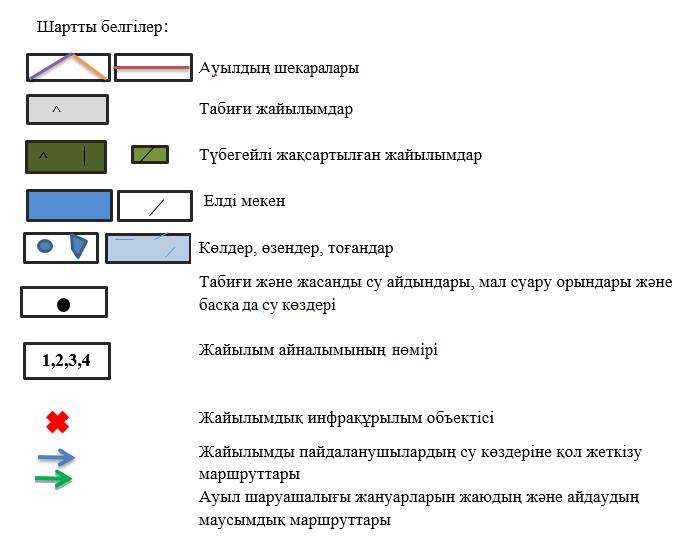 Шартты белгілер:
Ауылдың шекаралары
^
Табиғи жайылымдар
^
Түбегейлі жақсартылған жайылымдар
Елді мекен
Көлдер, өзендер, тоғандар
Табиғи және жасанды су айдындары, мал суару орындары және
басқа да су көздері
1,2,3,4
Жайылым айналымының нөмірі
Жайылымдық инфрақұрылым объектісі
Жайылымды пайдаланушылардың су көздеріне қол жеткізу
маршруттары
Ауыл шаруашылығы жануарларын жаюдың және айдаудың
маусымдық маршруттары